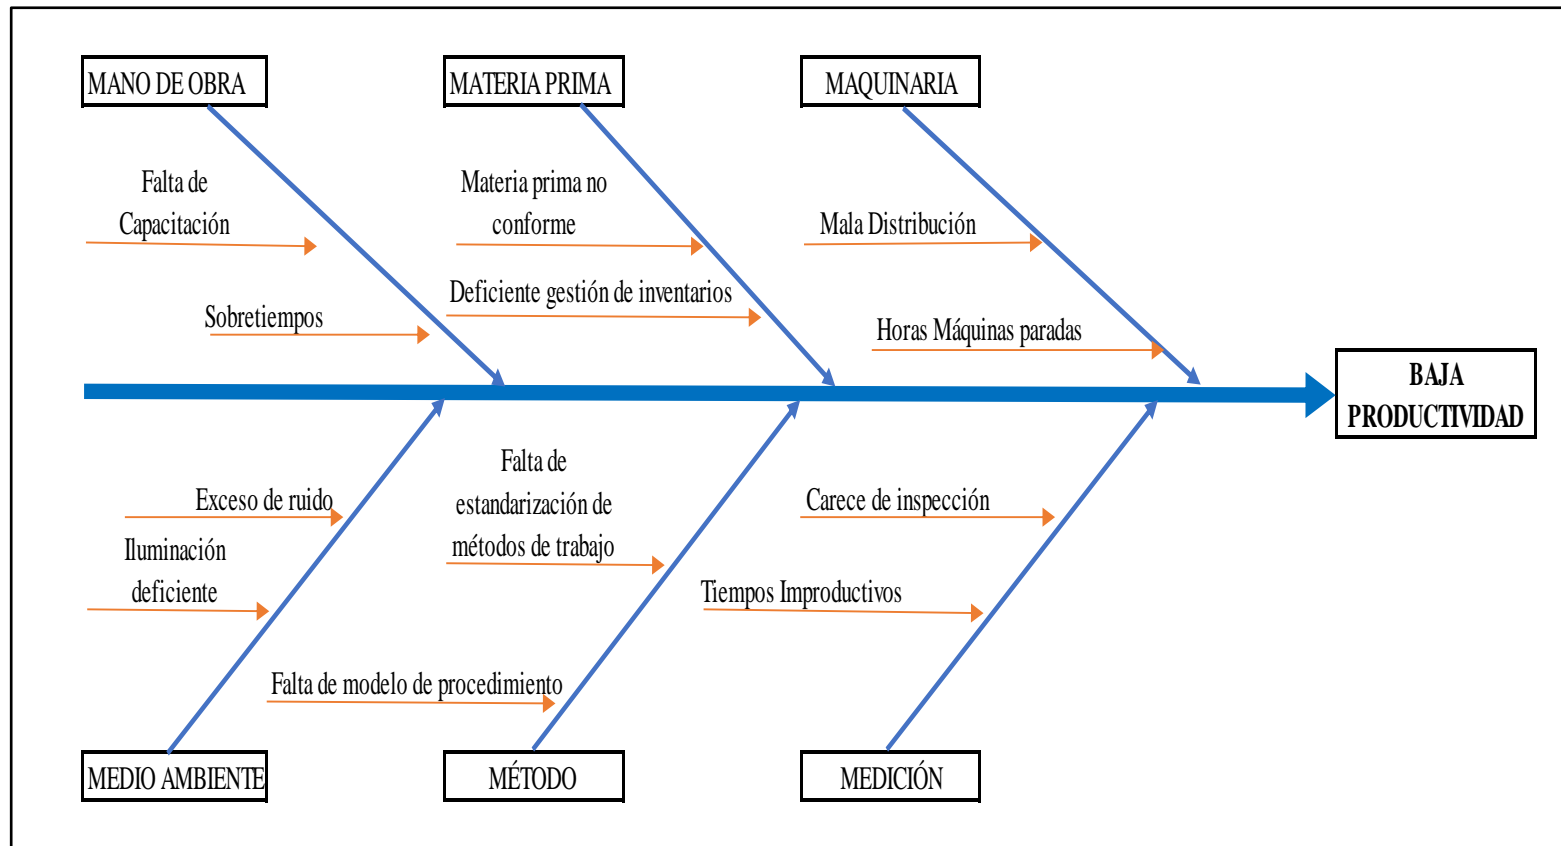 MANO DE OBRA
MATERIA PRIMA
MAQUINARIA
Falta de
Capacitación
Sobretiempos
Materia prima no
conforme
Deficiente gestión de inventarios
Mala Distribución
Horas Máquinas paradas
BAJA
PRODUCTIVIDAD
Exceso de ruido
Iluminación
deficiente
Falta de
estandarización de
métodos de trabajo
Falta de modelo de procedimiento
Carece de inspección
Tiempos Improductivos
MEDIO AMBIENTE
MÉTODO
MEDICIÓN